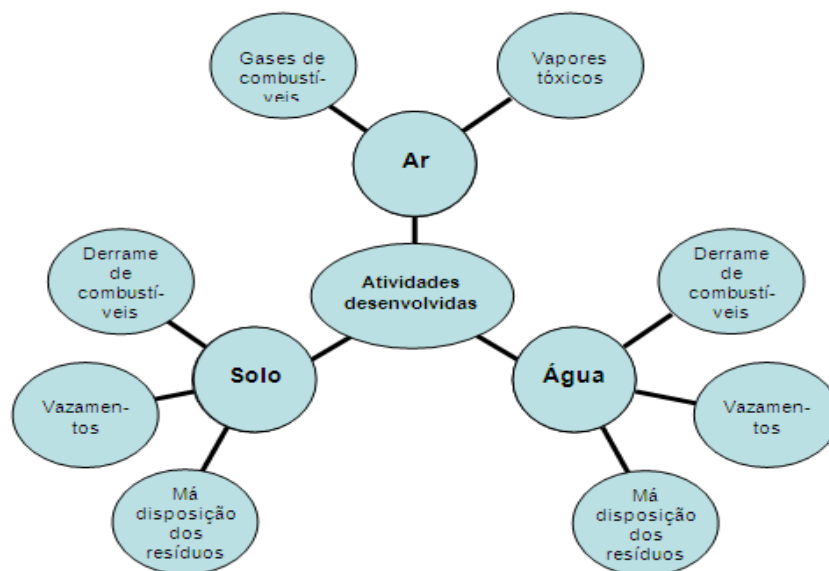 Gases de
combustí-
veis
Vapores
tóxicos
Ar
Atividades
desenvolvidas
Derrame
de
combustí-
veis
Solo
Vazamen-
tos
Má
disposição
dos
resíduos
Derrame
de
combustí-
veis
Água
Vazamen-
tos
Má
disposição
dos
resíduos